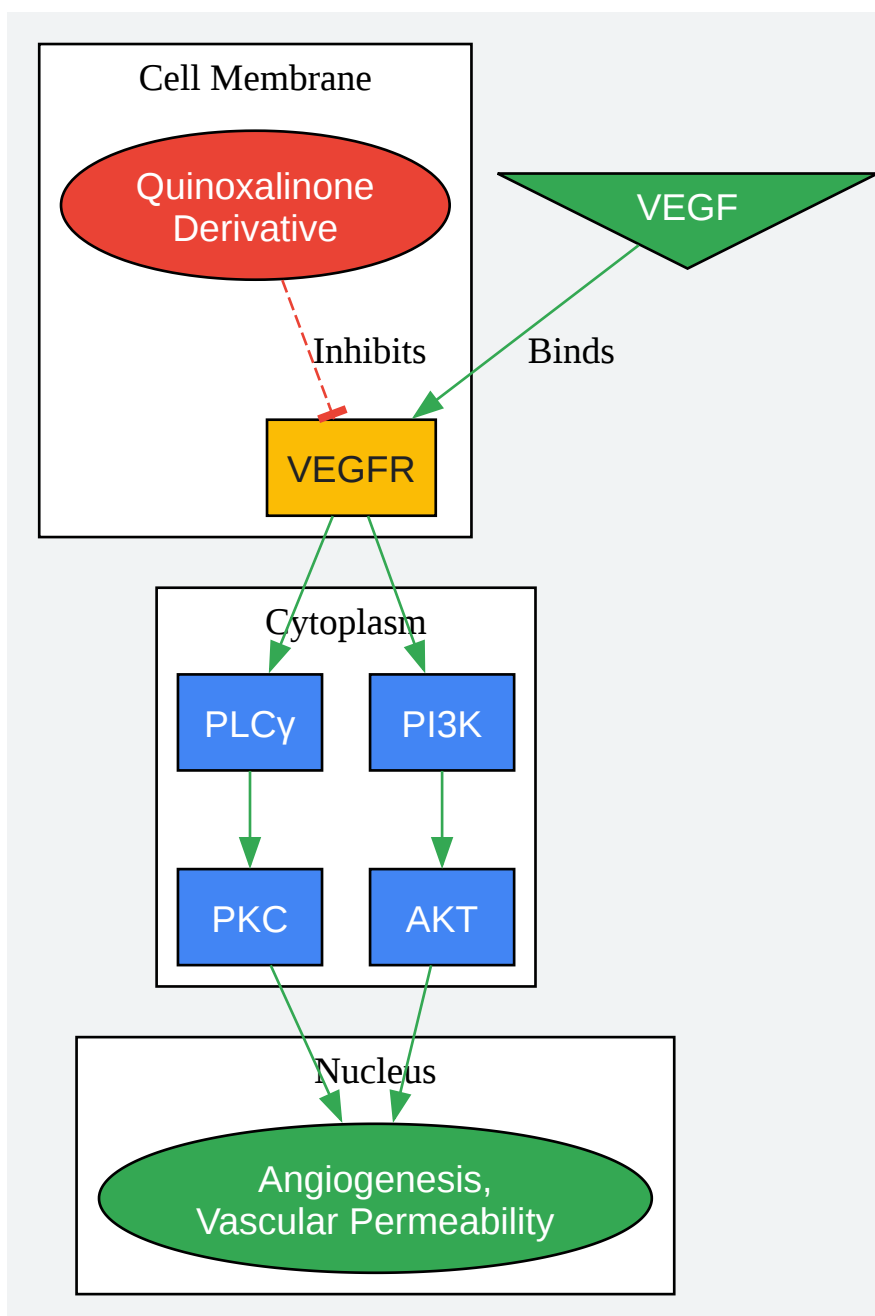 Cell Membrane
Quinoxalinone
Derivative
VEGF
Inhibits
Binds
VEGFR
Cytoplasm
PLCγ
PI3K
PKC
AKT
Nucleus
Angiogenesis,
Vascular Permeability